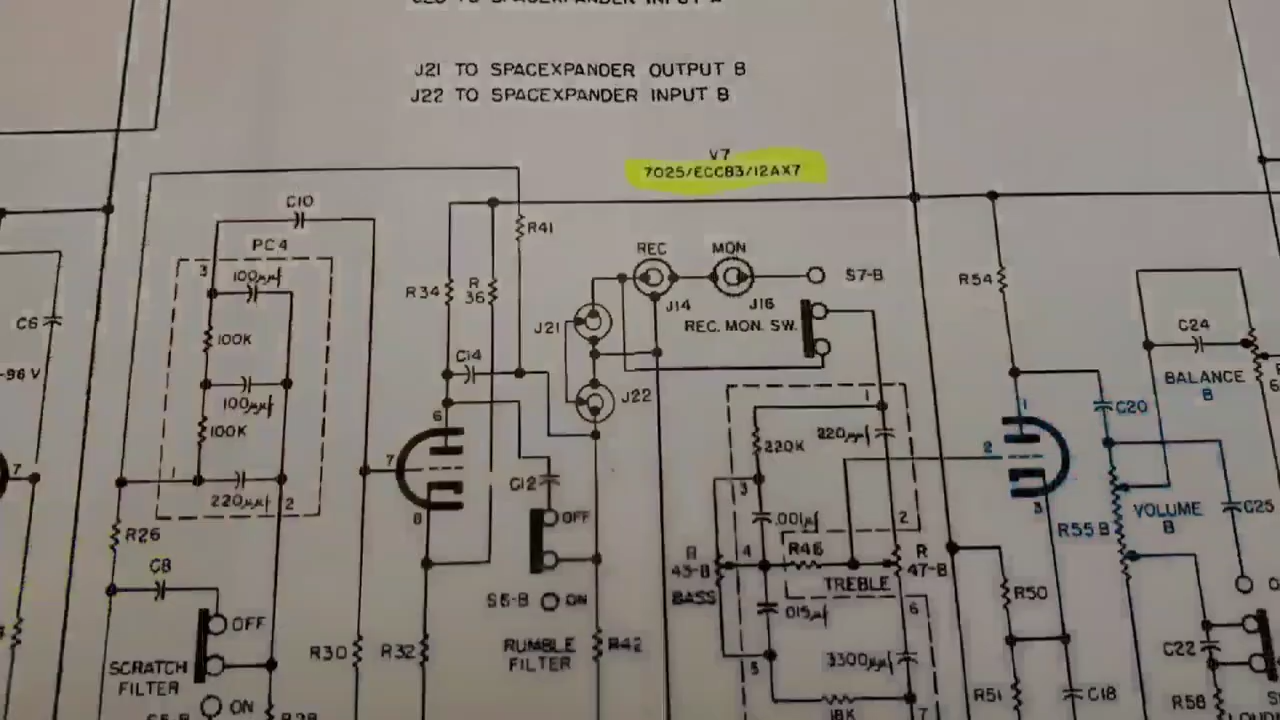 J21 TO SPACEXPANDER OUTPUT B
J22 TO SPACEXPANDER INPUT B
V7
7025/ECC83/12AX7
C10
PC 4
3
100µµf
R41
REC
MON
S7-B
R54
R34
R
36
J21
J14
J16
REC. MON. SW.
C6
100K
C24
-96 V
C14
BALANCE
B
100µµf
J22
1
1
C20
100K
6
220K
220µµf
2
7
7
1
220µµf
2
C12
3
3
VOLUME
B
C25
8
OFF
.001µf
2
R55 B
R26
R46
4
R
43-B
BASS
R
47-B
TREBLE
C8
S6-B
ON
.015µf
6
R50
OFF
RUMBLE
FILTER
R42
SCRATCH
FILTER
R30
R32
5
3300µµf
C22
ON
18K
7
R51
C18
R58